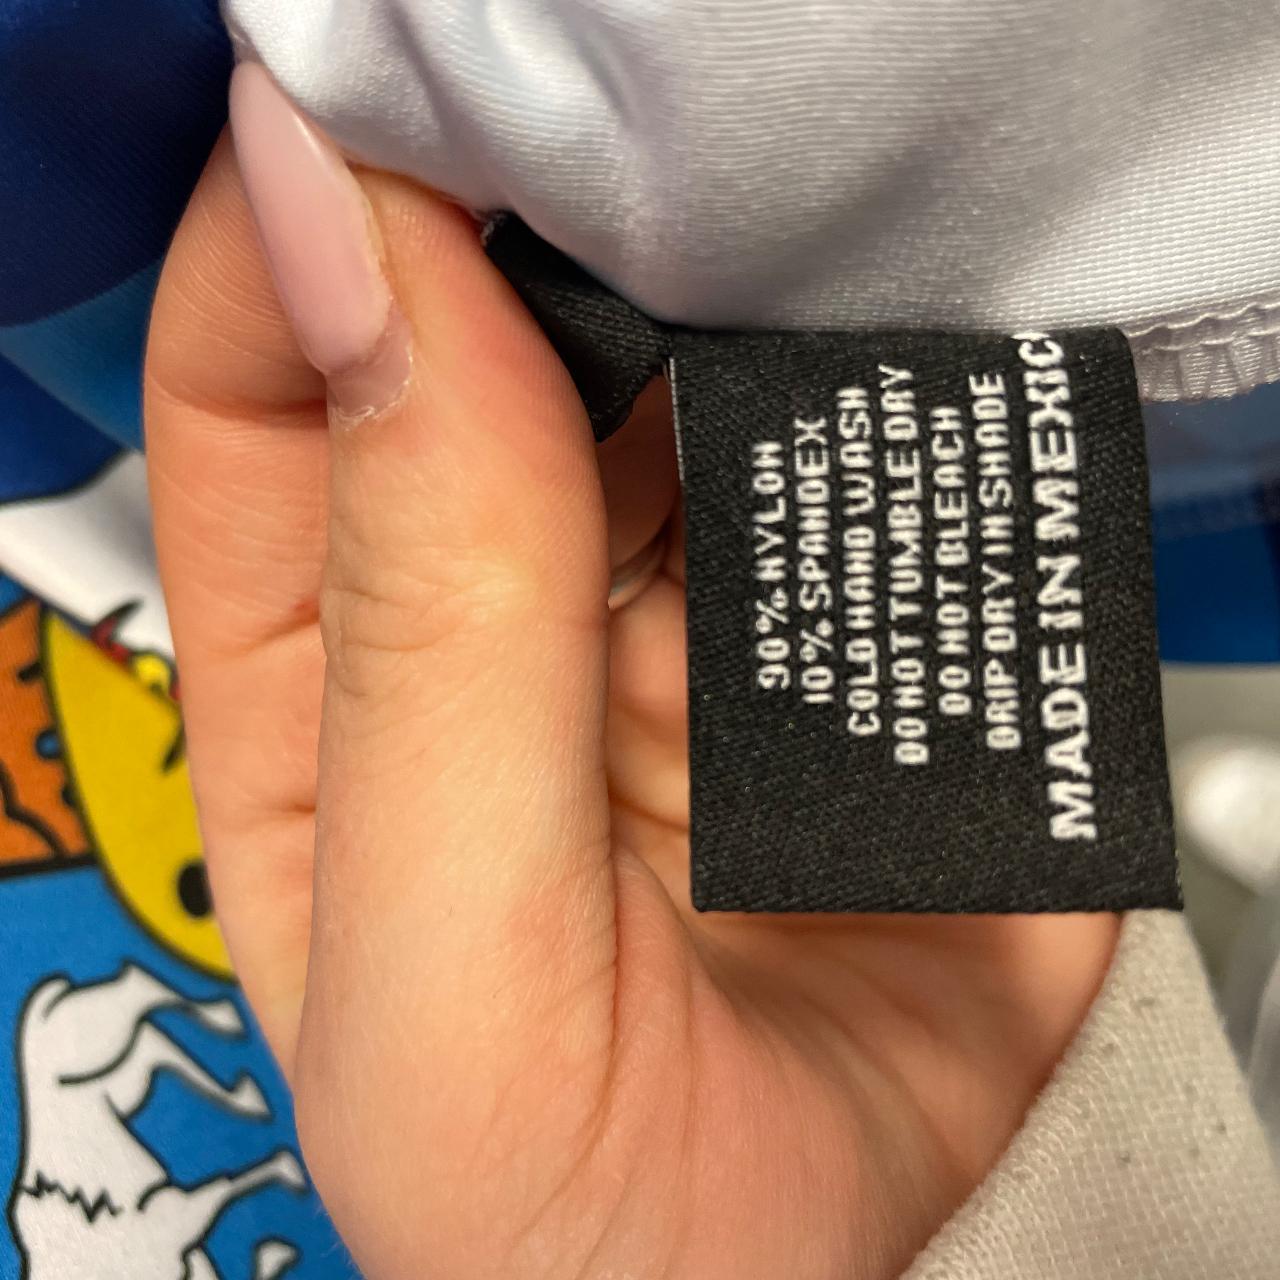 90% NYLON
10% SPANDEX
COLD HAND WASH
DO NOT TUMBLE DRY
DO NOT BLEACH
DRIP DRY IN SHADE
MADE IN MEXIC